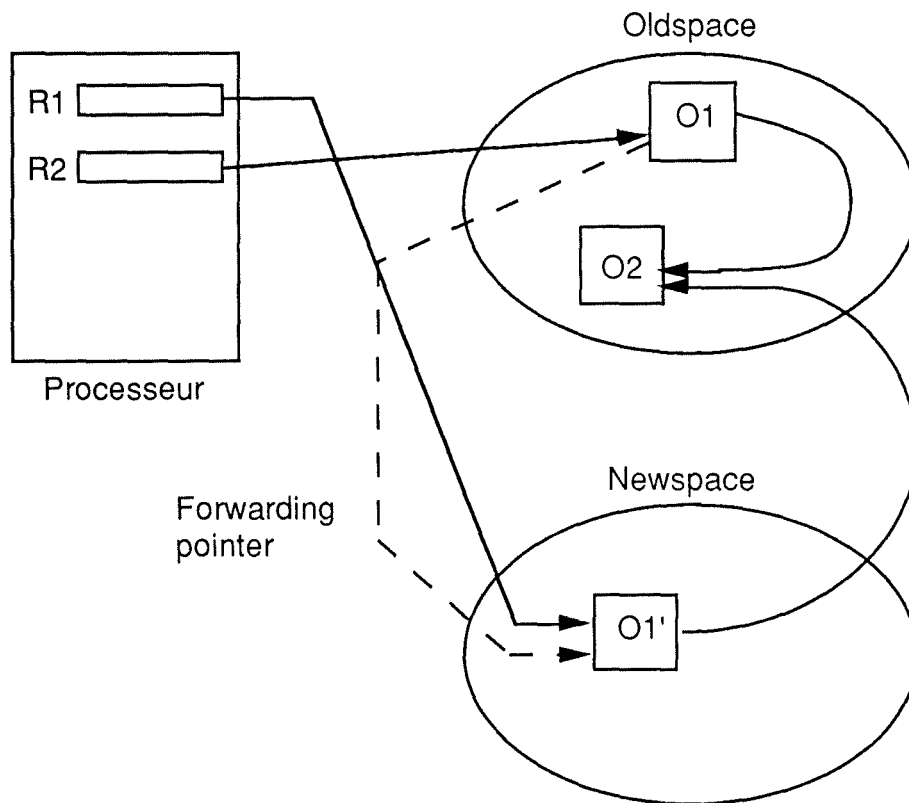 Oldspace
R1
O1
R2
O2
Processeur
Newspace
Forwarding
pointer
O1'